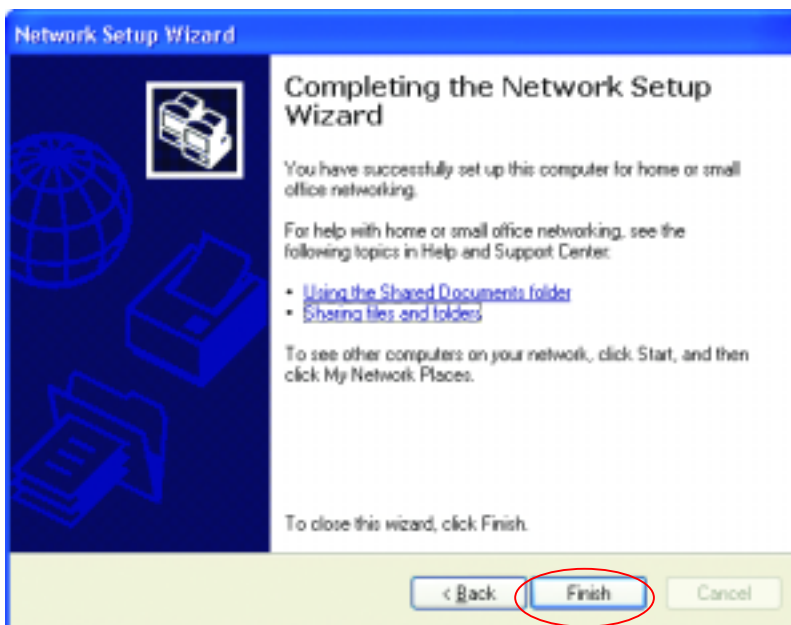 Network Setup Wizard
Completing the Network Setup
Wizard
You have successfully set up this computer for home or small
office networking.
For help with home or small office networking, see the
following topics in Help and Support Center:
• Using the Shared Documents folder
• Sharing files and folders
To see other computers on your network, click Start, and then
click My Network Places.
To close this wizard, click Finish.
< Back
Finish
Cancel